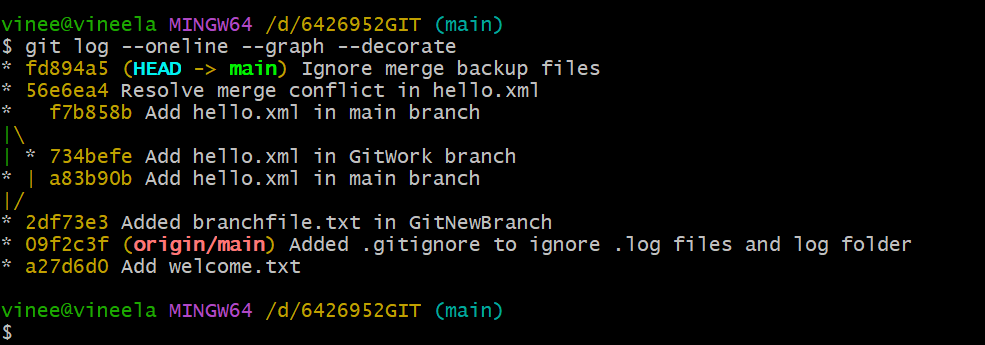 vinee@vineela MINGW64 /d/6426952GIT (main)
$ git log --oneline --graph --decorate
* fd894a5 (HEAD -> main) Ignore merge backup files
* 56e6ea4 Resolve merge conflict in hello.xml
*   f7b858b Add hello.xml in main branch
|\
| * 734befe Add hello.xml in GitWork branch
* | a83b90b Add hello.xml in main branch
|/
* 2df73e3 Added branchfile.txt in GitNewBranch
* 09f2c3f (origin/main) Added .gitignore to ignore .log files and log folder
* a27d6d0 Add welcome.txt

vinee@vineela MINGW64 /d/6426952GIT (main)
$